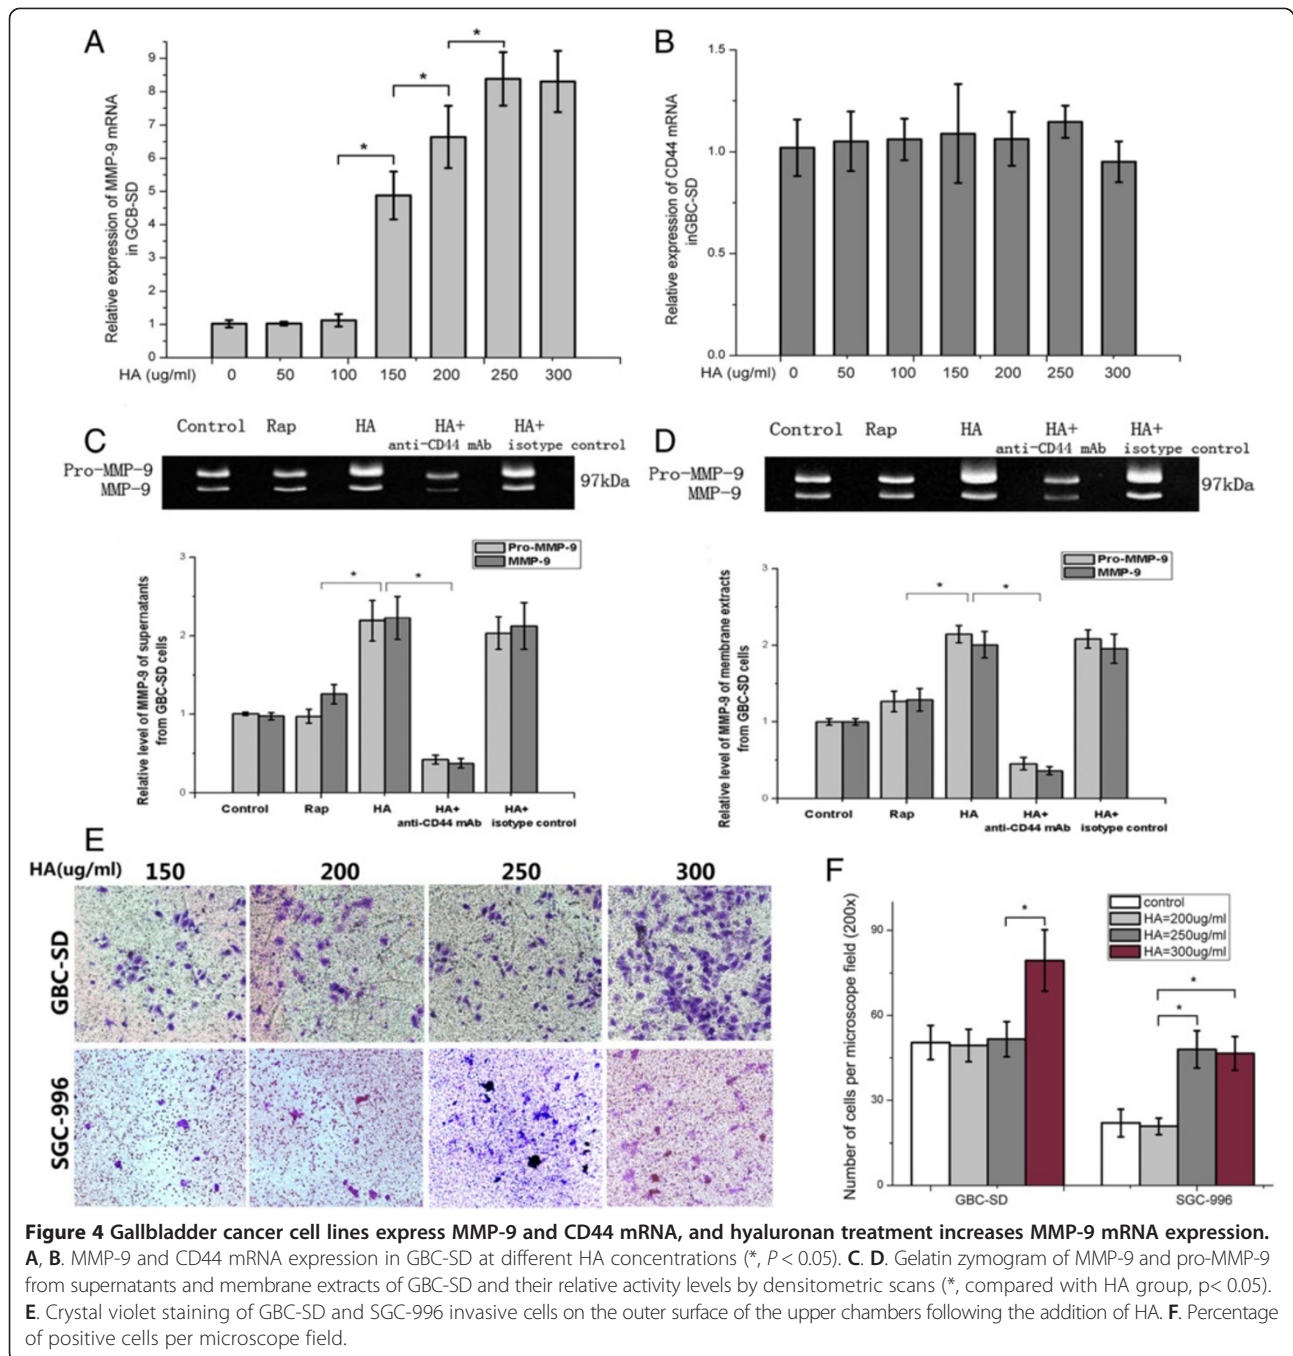 A
Relative expression of MMP-9 mRNA
in GCB-SD
9
8
7
6
5
4
3
2
1
0
*
*
*
HA (ug/ml) 0 50 100 150 200 250 300
B
Relative expression of CD44 mRNA
inGBC-SD
1.5
1.0
0.5
0.0
HA (ug/ml) 0 50 100 150 200 250 300
C
Control Rap HA HA+ HA+
anti-CD44 mAb isotype control
Pro-MMP-9
MMP-9
97kDa
Relative level of MMP-9 of supernatants
from GBC-SD cells
3
2
1
0
Pro-MMP-9
MMP-9
*
*
Control Rap HA HA+ HA+
anti-CD44 mAb isotype control
D
Control Rap HA HA+ HA+
anti-CD44 mAb isotype control
Pro-MMP-9
MMP-9
97kDa
Relative level of MMP-9 of membrane extracts
from GBC-SD cells
3
2
1
0
Pro-MMP-9
MMP-9
*
*
Control Rap HA HA+ HA+
anti-CD44 mAb isotype control
E
HA(ug/ml) 150 200 250 300
GBC-SD
SGC-996
F
Number of cells per microscope field (200x)
90
60
30
0
control
HA=200ug/ml
HA=250ug/ml
HA=300ug/ml
*
*
*
GBC-SD SGC-996
Figure 4 Gallbladder cancer cell lines express MMP-9 and CD44 mRNA, and hyaluronan treatment increases MMP-9 mRNA expression.
A, B. MMP-9 and CD44 mRNA expression in GBC-SD at different HA concentrations (*, P < 0.05). C. D. Gelatin zymogram of MMP-9 and pro-MMP-9
from supernatants and membrane extracts of GBC-SD and their relative activity levels by densitometric scans (*, compared with HA group, p< 0.05).
E. Crystal violet staining of GBC-SD and SGC-996 invasive cells on the outer surface of the upper chambers following the addition of HA. F. Percentage
of positive cells per microscope field.